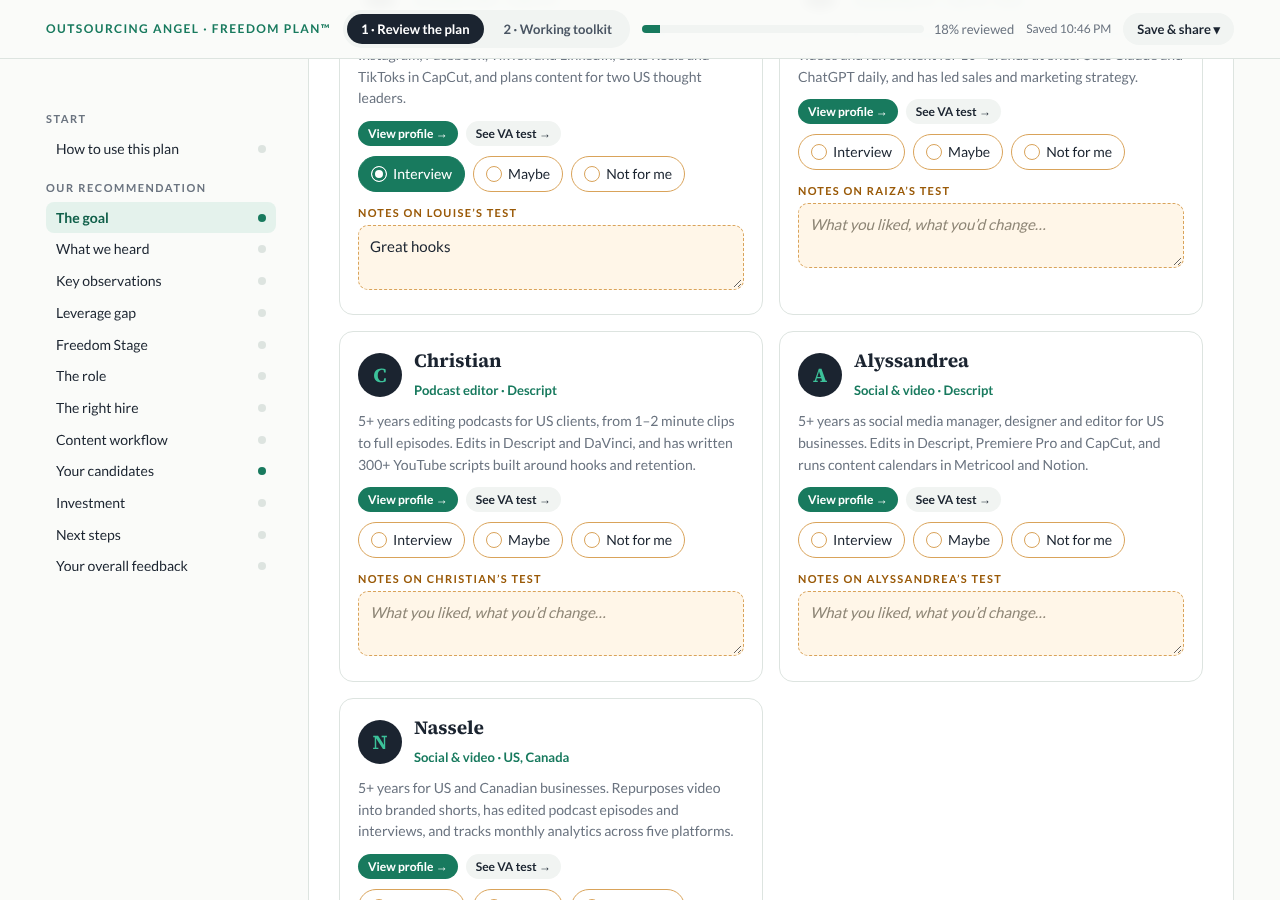 OUTSOURCING ANGEL · FREEDOM PLAN™
1 · Review the plan
2 · Working toolkit
18% reviewed
Saved 10:46 PM
Save & share ▾
START
How to use this plan
OUR RECOMMENDATION
The goal
What we heard
Key observations
Leverage gap
Freedom Stage
The role
The right hire
Content workflow
Your candidates
Investment
Next steps
Your overall feedback
TikToks in CapCut, and plans content for two US thought
leaders.
View profile →
See VA test →
Interview
Maybe
Not for me
NOTES ON LOUISE'S TEST
Great hooks
ChatGPT daily, and has led sales and marketing strategy.
View profile →
See VA test →
Interview
Maybe
Not for me
NOTES ON RAIZA'S TEST
What you liked, what you'd change…
C
Christian
Podcast editor · Descript
5+ years editing podcasts for US clients, from 1–2 minute clips
to full episodes. Edits in Descript and DaVinci, and has written
300+ YouTube scripts built around hooks and retention.
View profile →
See VA test →
Interview
Maybe
Not for me
NOTES ON CHRISTIAN'S TEST
What you liked, what you'd change…
A
Alyssandrea
Social & video · Descript
5+ years as social media manager, designer and editor for US
businesses. Edits in Descript, Premiere Pro and CapCut, and
runs content calendars in Metricool and Notion.
View profile →
See VA test →
Interview
Maybe
Not for me
NOTES ON ALYSSANDREA'S TEST
What you liked, what you'd change…
N
Nassele
Social & video · US, Canada
5+ years for US and Canadian businesses. Repurposes video
into branded shorts, has edited podcast episodes and
interviews, and tracks monthly analytics across five platforms.
View profile →
See VA test →